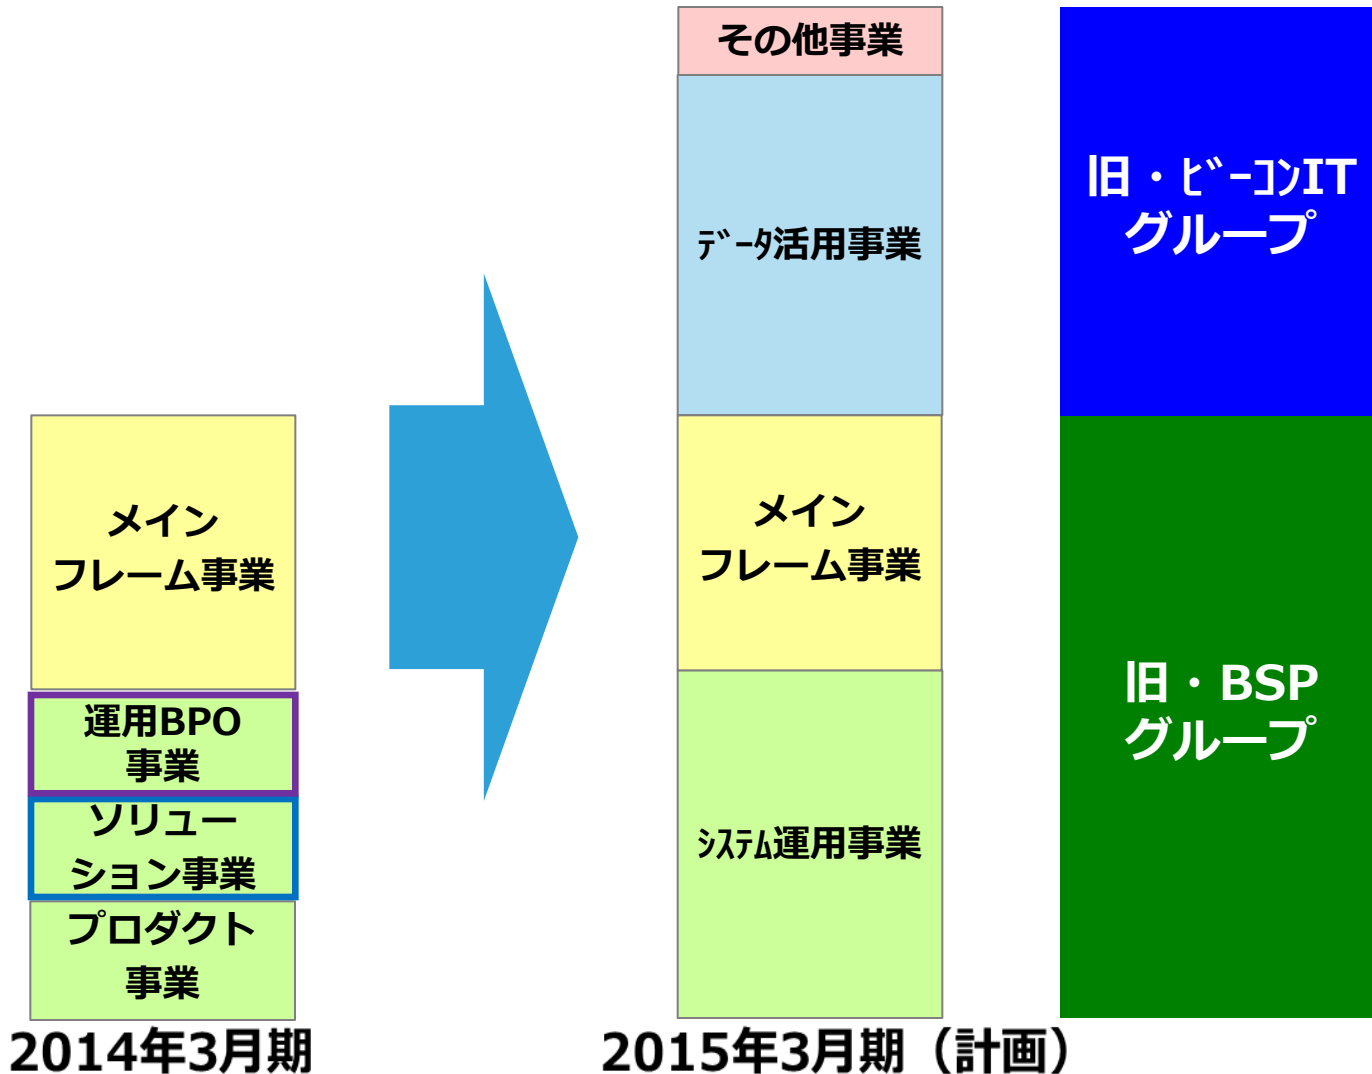 その他事業
ﾃﾞｰﾀ活用事業
メイン
フレーム事業
ｼｽﾃﾑ運用事業
旧・ﾋﾞｰｺﾝIT
グループ
旧・BSP
グループ
メイン
フレーム事業
運用BPO
事業
ソリュー
ション事業
プロダクト
事業
2014年3月期
2015年3月期（計画）